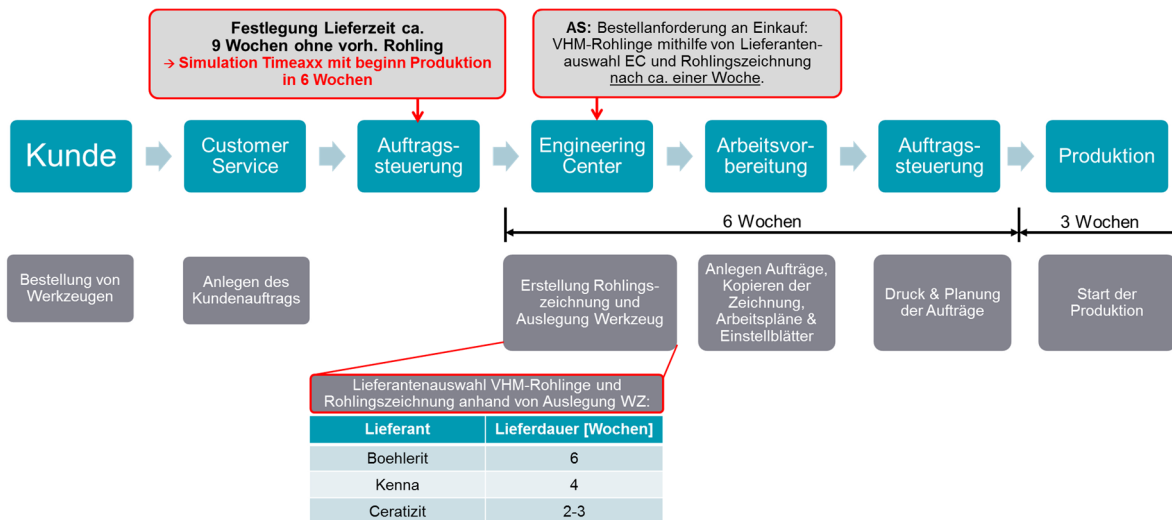 Festlegung Lieferzeit ca.
9 Wochen ohne vorh. Rohling
→ Simulation Timeaxx mit beginn Produktion
in 6 Wochen
AS: Bestellanforderung an Einkauf:
VHM-Rohlinge mithilfe von Lieferanten-
auswahl EC und Rohlingszeichnung
nach ca. einer Woche.
Kunde
Customer
Service
Auftrags-
steuerung
Engineering
Center
Arbeitsvor-
bereitung
Auftrags-
steuerung
Produktion
6 Wochen
3 Wochen
Bestellung von
Werkzeugen
Anlegen des
Kundenauftrags
Erstellung Rohlings-
zeichnung und
Auslegung Werkzeug
Anlegen Aufträge,
Kopieren der
Zeichnung,
Arbeitspläne &
Einstellblätter
Druck & Planung
der Aufträge
Start der
Produktion
Lieferantenauswahl VHM-Rohlinge und
Rohlingszeichnung anhand von Auslegung WZ:
Lieferant Lieferdauer [Wochen]
Boehlerit 6
Kenna 4
Ceratizit 2-3